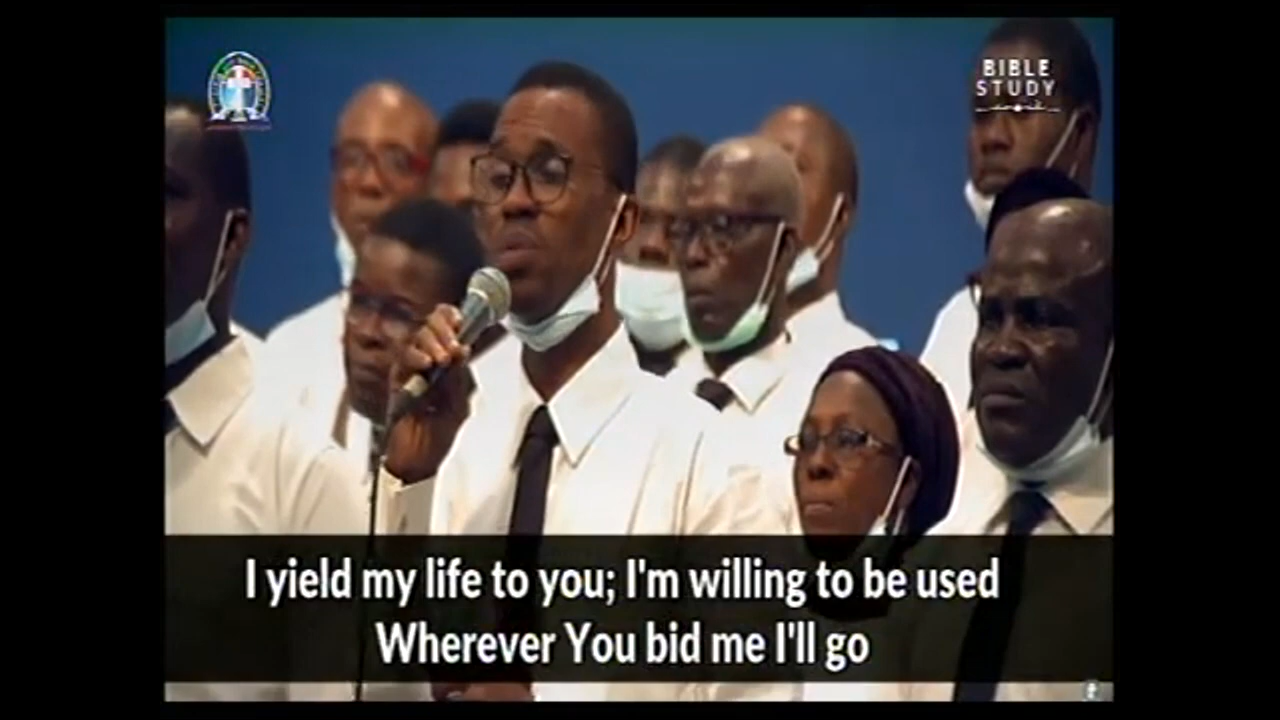 BIBLE
STUDY
I yield my life to you; I'm willing to be used
Wherever You bid me I'll go